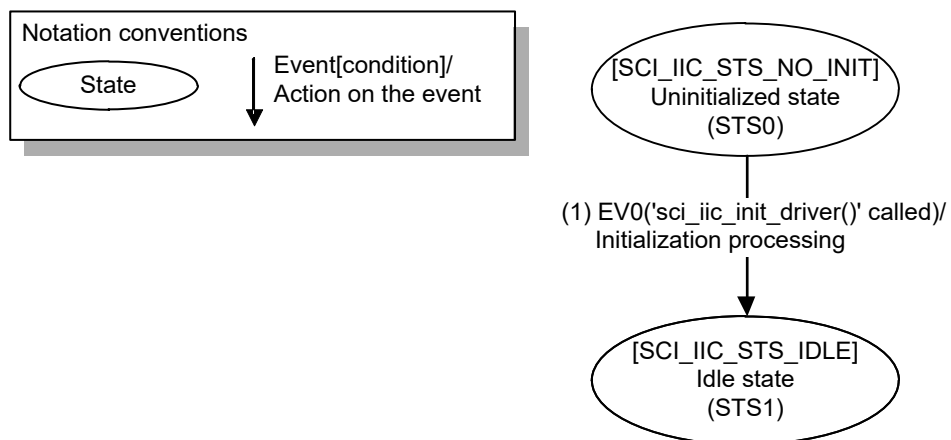 Notation conventions
State
Event[condition]/
Action on the event
[SCI_IIC_STS_NO_INIT]
Uninitialized state
(STS0)
(1) EV0('sci_iic_init_driver()' called)/
Initialization processing
[SCI_IIC_STS_IDLE]
Idle state
(STS1)